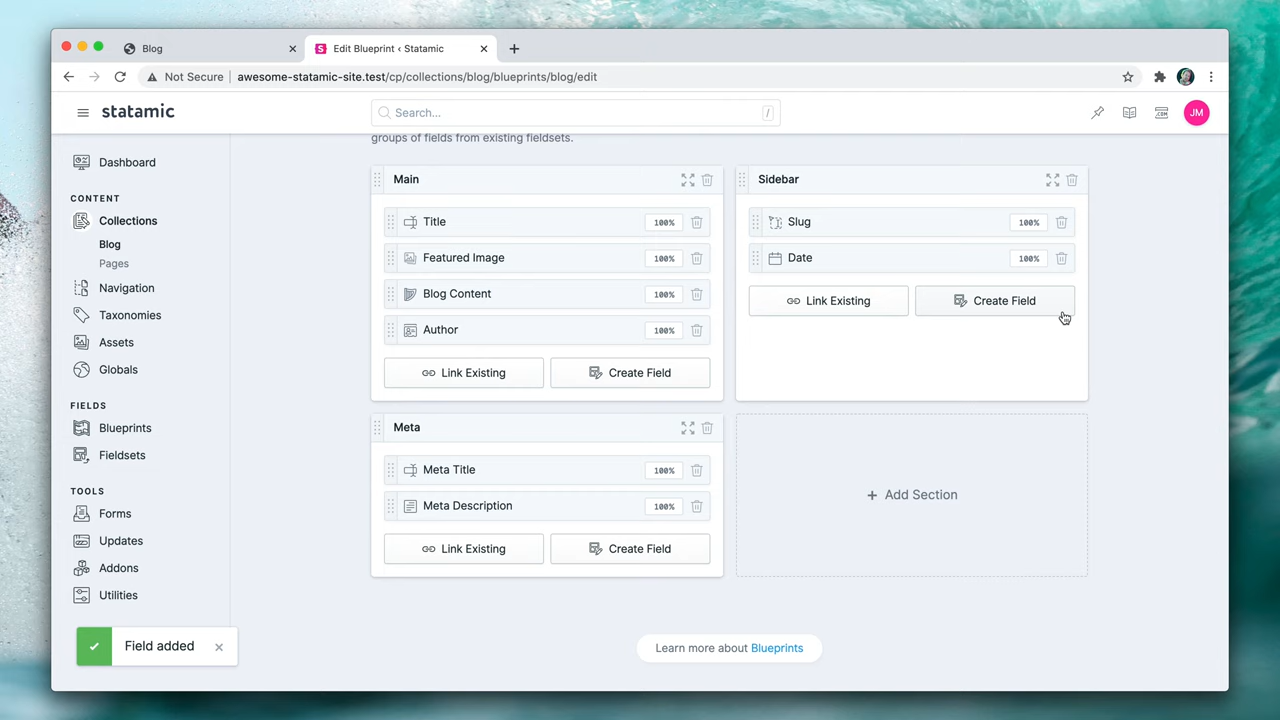 Blog
Edit Blueprint ‹ Statamic
Not Secure
awesome-statamic-site.test/cp/collections/blog/blueprints/blog/edit
statamic
Search...
/
.COM
JM
groups of fields from existing fieldsets.
Dashboard
CONTENT
Collections
Blog
Pages
Navigation
Taxonomies
Assets
Globals
FIELDS
Blueprints
Fieldsets
TOOLS
Forms
Updates
Addons
Utilities
Main
Title 100%
Featured Image 100%
Blog Content 100%
Author 100%
Link Existing
Create Field
Sidebar
Slug 100%
Date 100%
Link Existing
Create Field
Meta
Meta Title 100%
Meta Description 100%
Link Existing
Create Field
+ Add Section
Field added
Learn more about Blueprints